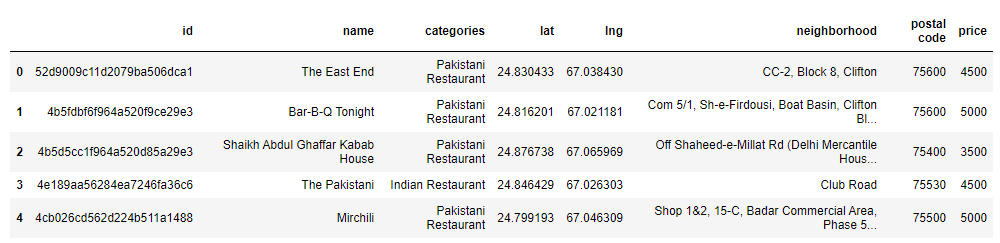 id name categories lat lng neighborhood postal code price
0 52d9009c11d2079ba506dca1 The East End Pakistani Restaurant 24.830433 67.038430 CC-2, Block 8, Clifton 75600 4500
1 4b5fdbf6f964a520f9ce29e3 Bar-B-Q Tonight Pakistani Restaurant 24.816201 67.021181 Com 5/1, Sh-e-Firdousi, Boat Basin, Clifton Bl... 75600 5000
2 4b5d5cc1f964a520d85a29e3 Shaikh Abdul Ghaffar Kabab House Pakistani Restaurant 24.876738 67.065969 Off Shaheed-e-Millat Rd (Delhi Mercantile Hous... 75400 3500
3 4e189aa56284ea7246fa36c6 The Pakistani Indian Restaurant 24.846429 67.026303 Club Road 75530 4500
4 4cb026cd562d224b511a1488 Mirchili Pakistani Restaurant 24.799193 67.046309 Shop 1&2, 15-C, Badar Commercial Area, Phase 5... 75500 5000